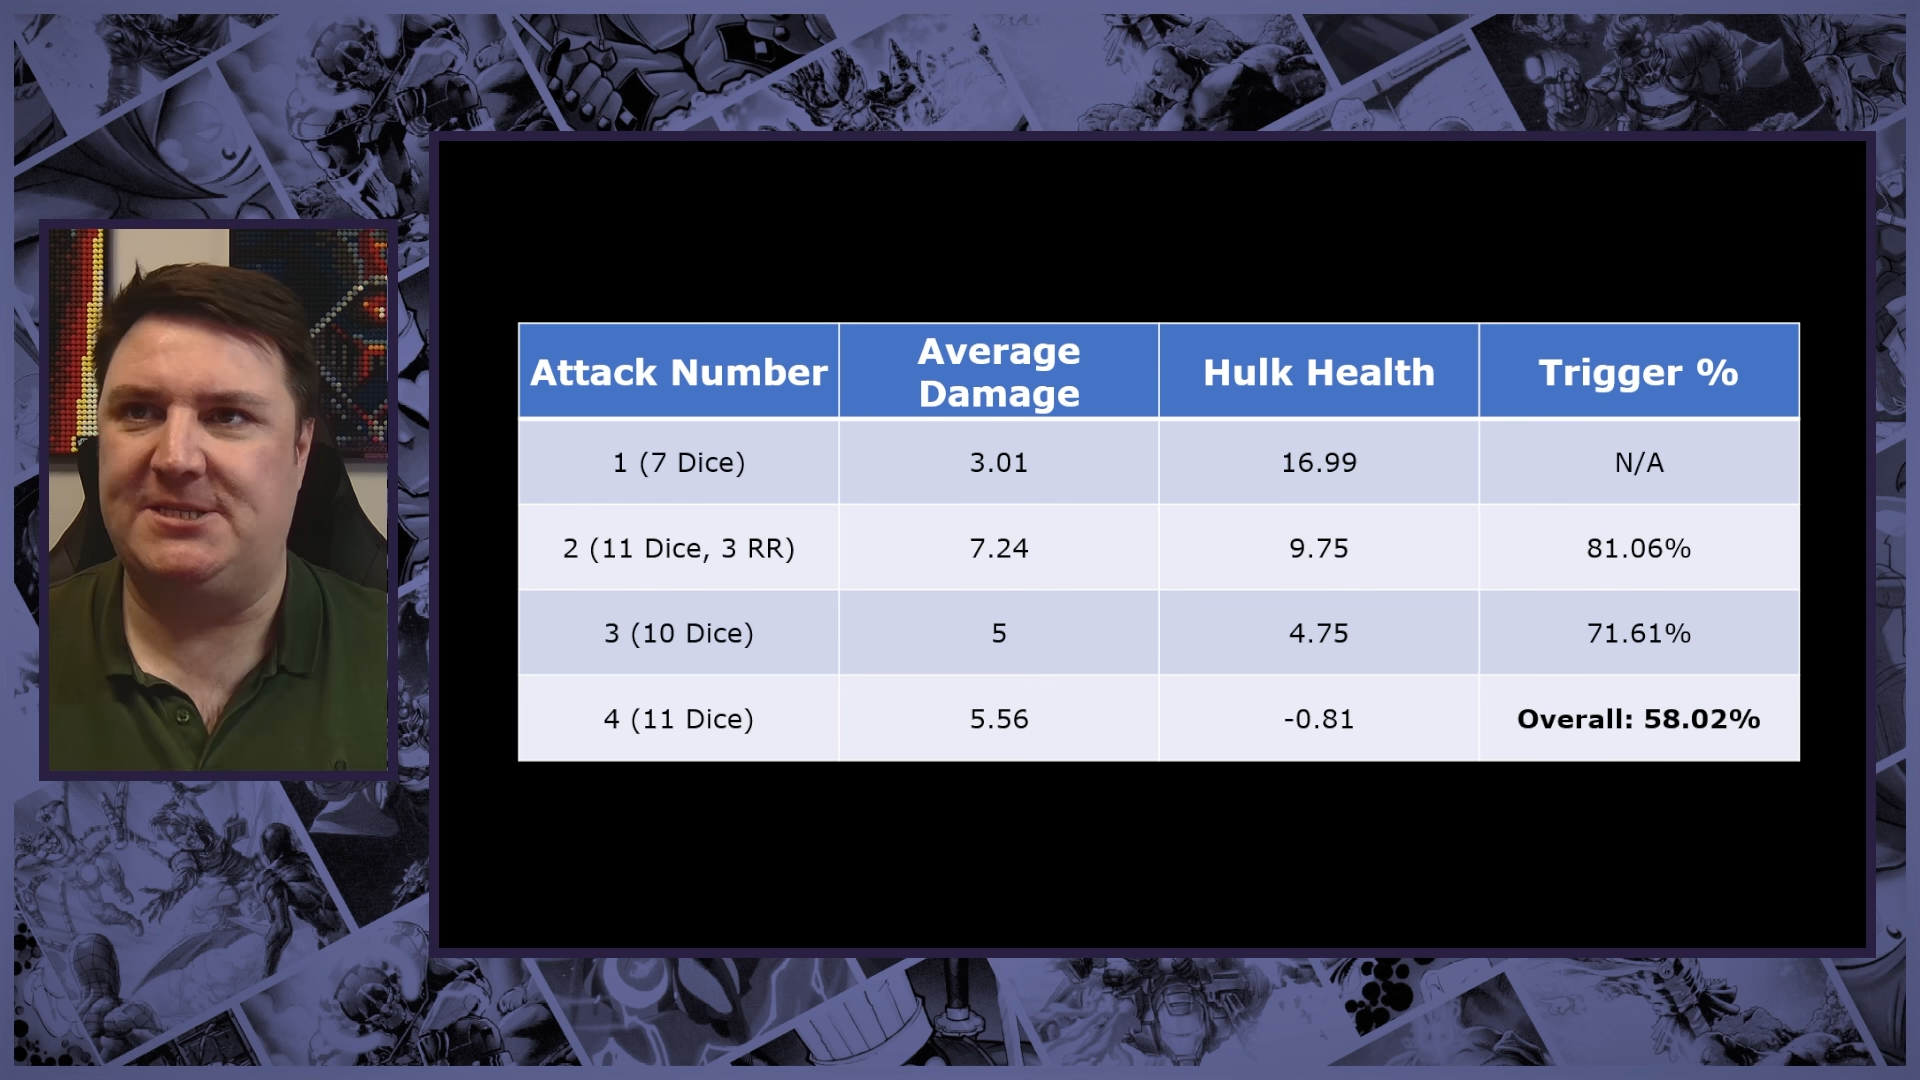 Attack Number Average Damage Hulk Health Trigger %
1 (7 Dice) 3.01 16.99 N/A
2 (11 Dice, 3 RR) 7.24 9.75 81.06%
3 (10 Dice) 5 4.75 71.61%
4 (11 Dice) 5.56 -0.81 Overall: 58.02%